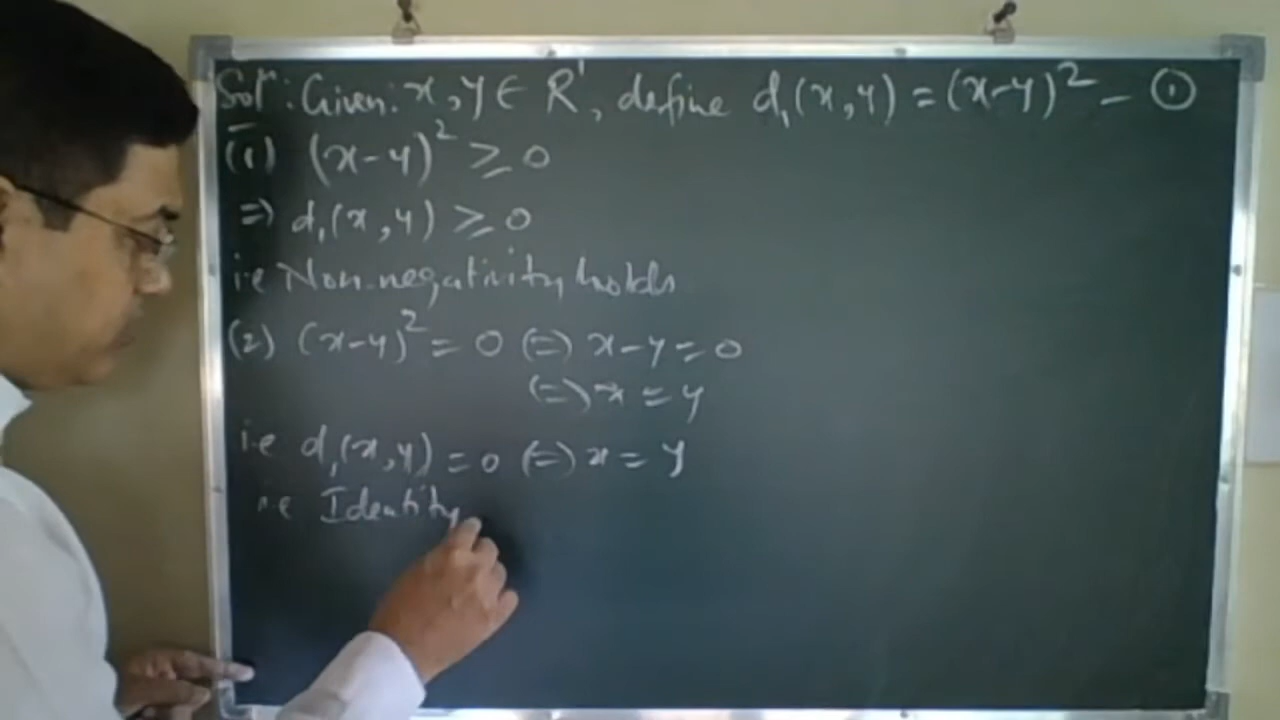 Solⁿ: Given: x, y ∈ R¹, define d₁(x, y) = (x-y)² - ①
(1) (x-y)² ≥ 0
⇒ d₁(x, y) ≥ 0
i.e Non-negativity holds
(2) (x-y)² = 0 ⇔ x-y = 0
⇔ x = y
i.e d₁(x, y) = 0 ⇔ x = y
i.e Identity